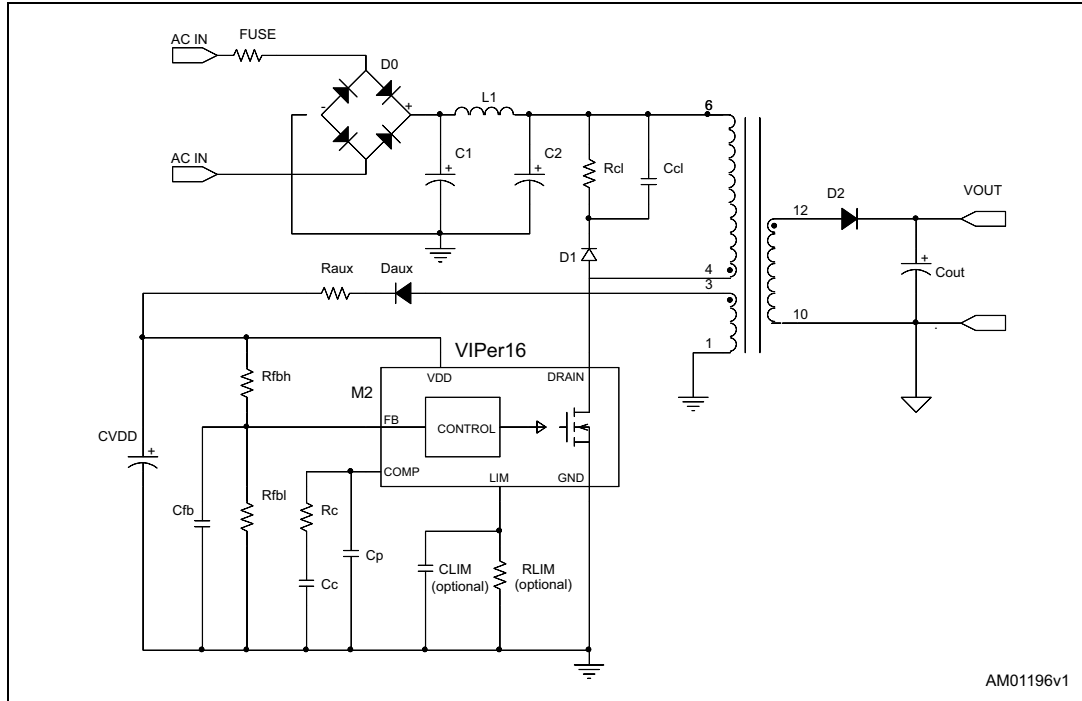 AC IN
FUSE
D0
-
+
L1
6
AC IN
C1
+
C2
+
Rcl
Ccl
D2
VOUT
12
D1
4
+
Cout
Raux
Daux
3
10
1
VIPer16
Rfbh
M2
VDD
DRAIN
FB
CONTROL
CVDD
+
COMP
LIM
GND
Cfb
Rfbl
Rc
Cp
CLIM
(optional)
RLIM
(optional)
Cc
AM01196v1